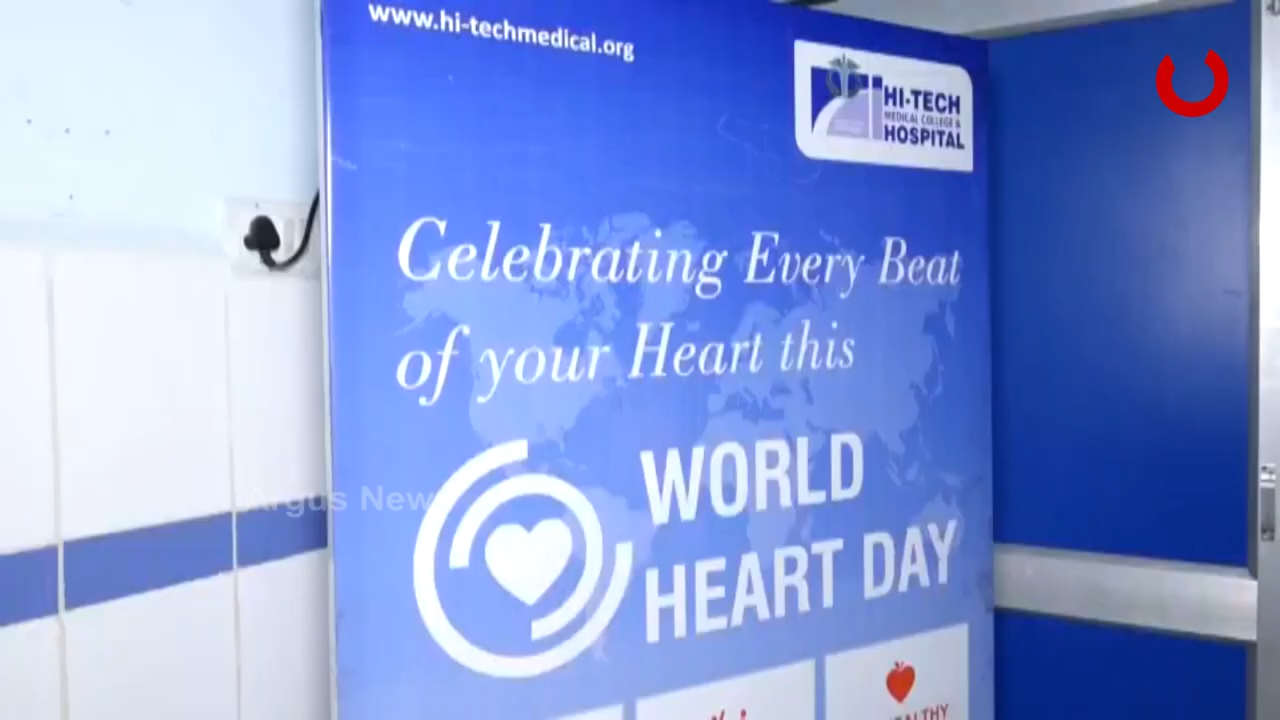 www.hi-techmedical.org
HI-TECH
MEDICAL COLLEGE &
HOSPITAL
Celebrating Every Beat
of your Heart this
Argus New
WORLD
HEART DAY